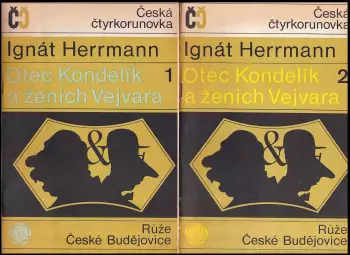 ČČ
Česká
čtyrkorunovka
Ignát Herrmann
Otec Kondelík 1
a ženich Vejvara
&
Růže
České Budějovice
ČČ
Česká
čtyrkorunovka
Ignát Herrmann
Otec Kondelík 2
a ženich Vejvara
&
Růže
České Budějovice